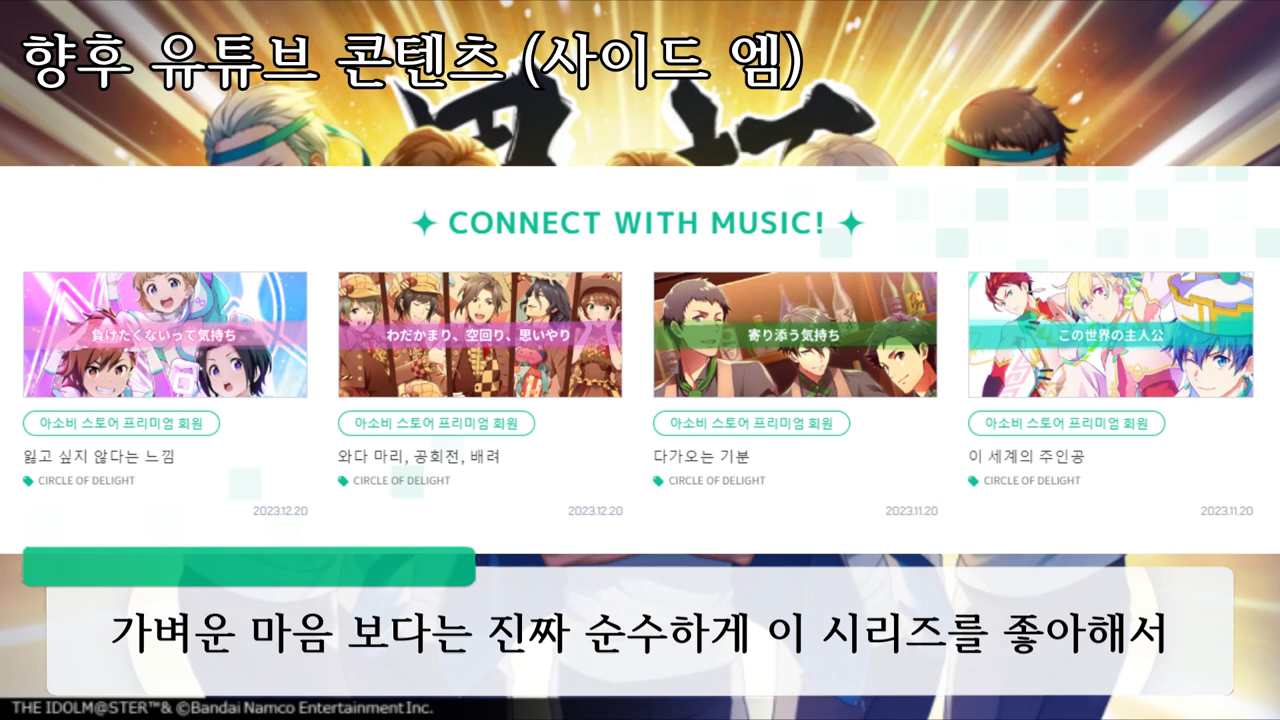 향후 유튜브 콘텐츠 (사이드 엠)
CONNECT WITH MUSIC!
負けたくないって気持ち
わだかまり、空回り、思いやり
寄り添う気持ち
この世界の主人公
아소비 스토어 프리미엄 회원
아소비 스토어 프리미엄 회원
아소비 스토어 프리미엄 회원
아소비 스토어 프리미엄 회원
잃고 싶지 않다는 느낌
와다 마리, 공회전, 배려
다가오는 기분
이 세계의 주인공
CIRCLE OF DELIGHT
CIRCLE OF DELIGHT
CIRCLE OF DELIGHT
CIRCLE OF DELIGHT
2023.12.20
2023.12.20
2023.11.20
2023.11.20
가벼운 마음 보다는 진짜 순수하게 이 시리즈를 좋아해서
THE IDOLM@STER™& ©Bandai Namco Entertainment Inc.